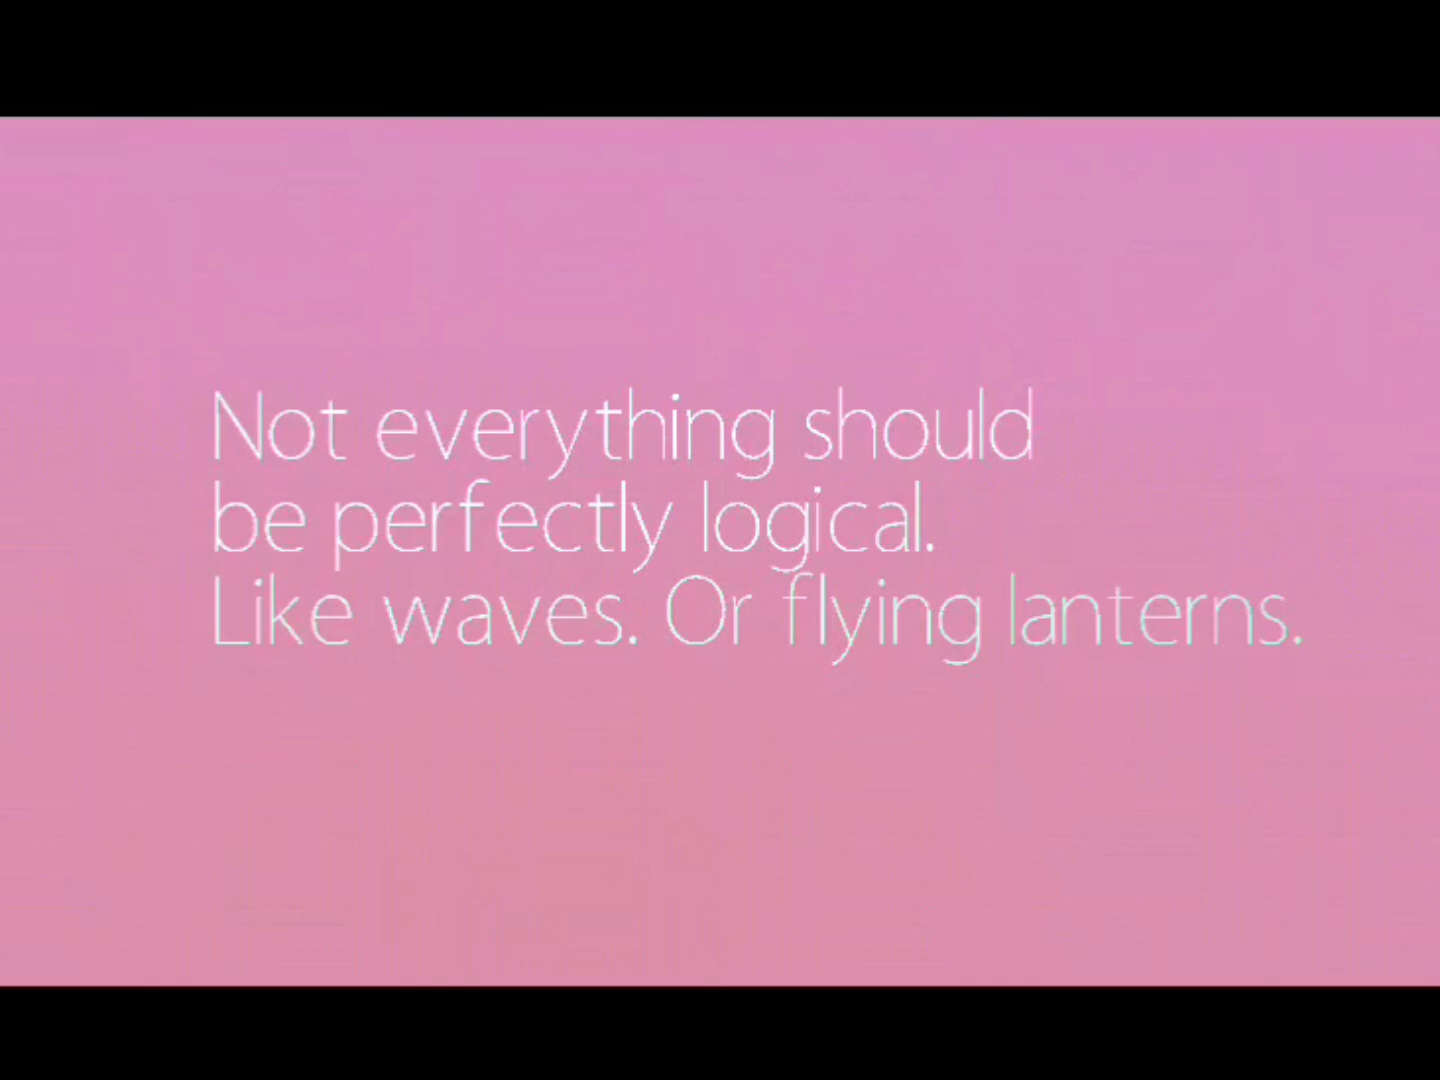 Not everything should
be perfectly logical.
Like waves. Or flying lanterns.